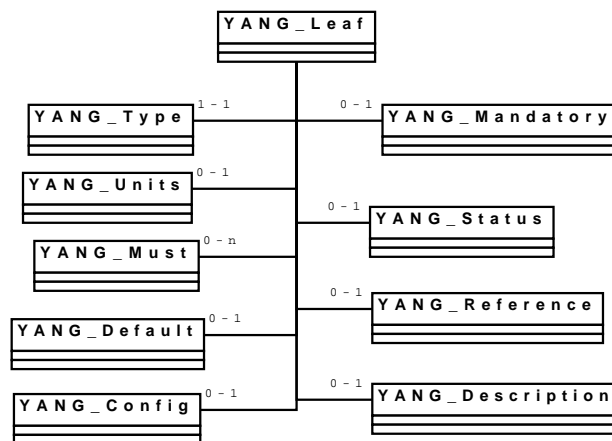 YANG_Leaf
1-1
YANG_Type
0-1
YANG_Mandatory
0-1
YANG_Units
0-1
YANG_Status
0-n
YANG_Must
0-1
YANG_Reference
0-1
YANG_Default
0-1
YANG_Description
0-1
YANG_Config